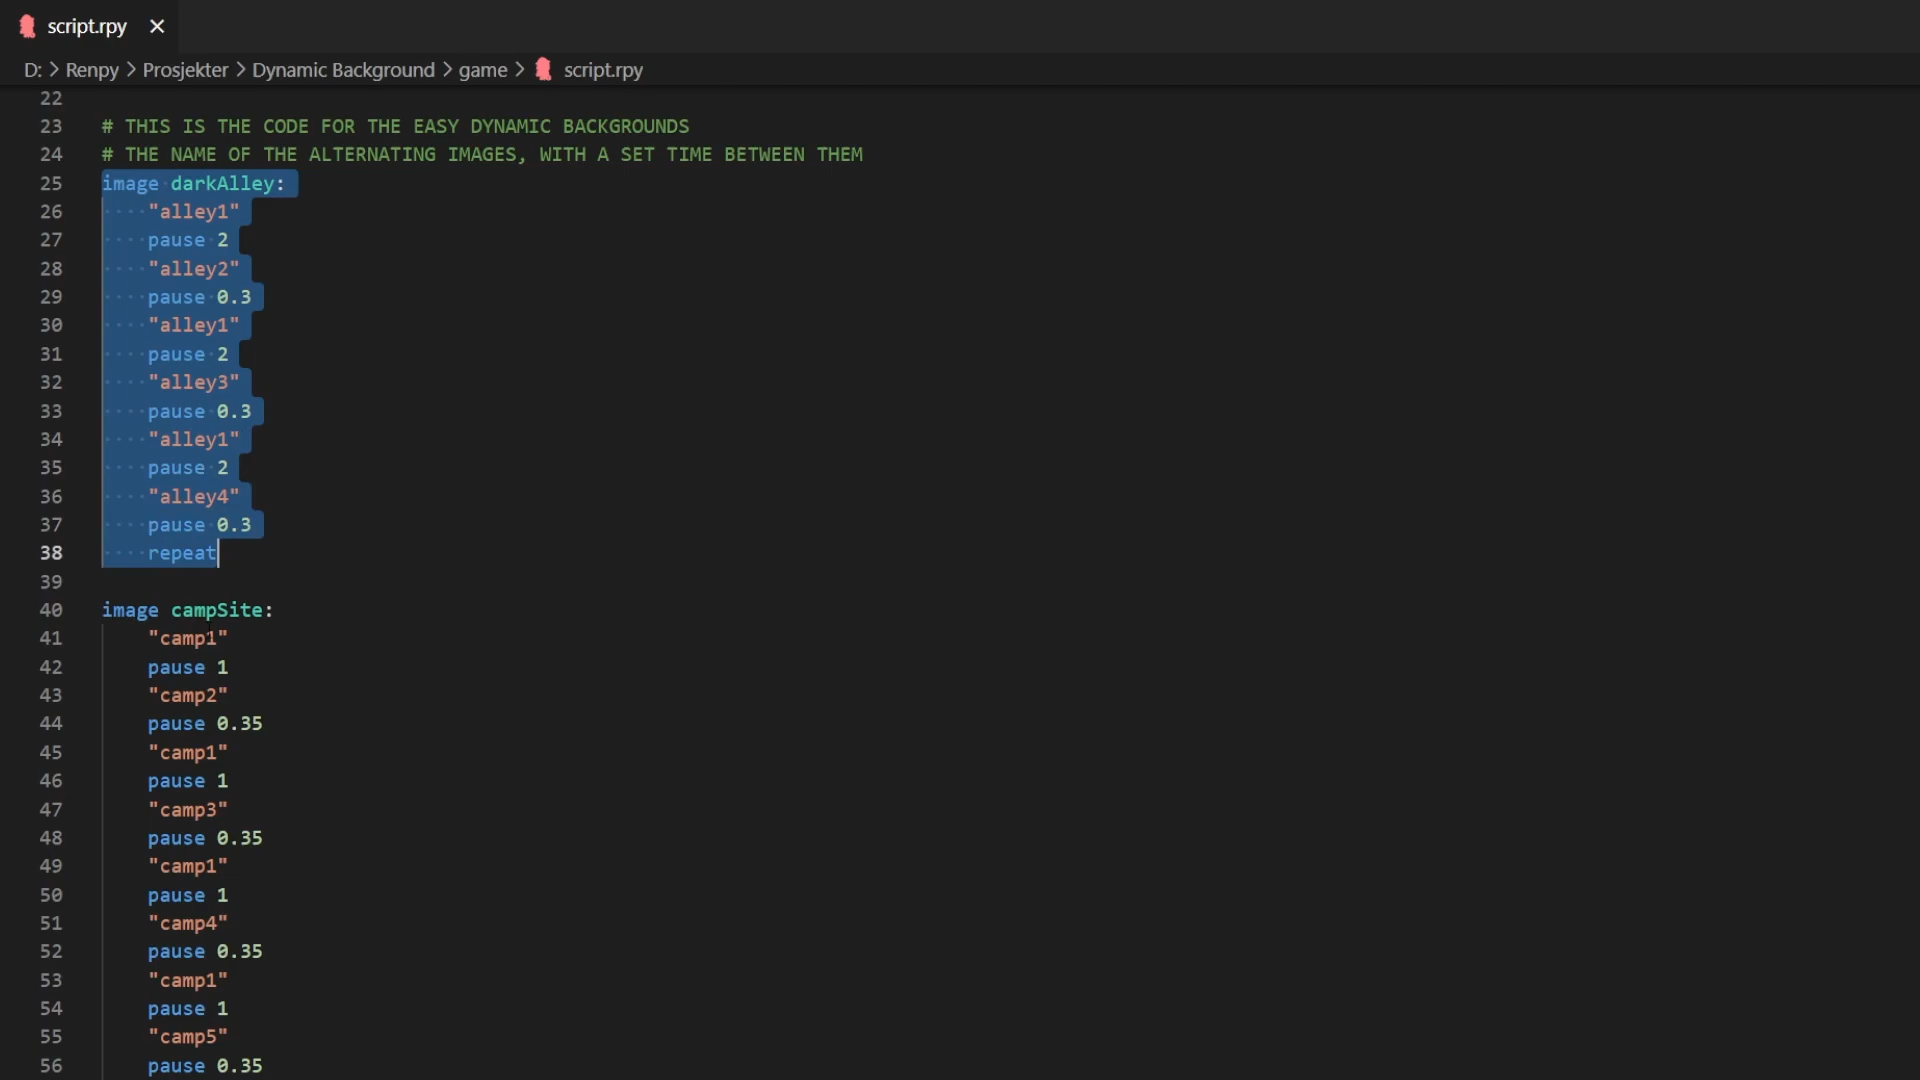 script.rpy
D: > Renpy > Prosjekter > Dynamic Background > game > script.rpy
22
23 # THIS IS THE CODE FOR THE EASY DYNAMIC BACKGROUNDS
24 # THE NAME OF THE ALTERNATING IMAGES, WITH A SET TIME BETWEEN THEM
25 image darkAlley:
26     "alley1"
27     pause 2
28     "alley2"
29     pause 0.3
30     "alley1"
31     pause 2
32     "alley3"
33     pause 0.3
34     "alley1"
35     pause 2
36     "alley4"
37     pause 0.3
38     repeat
39
40 image campSite:
41     "camp1"
42     pause 1
43     "camp2"
44     pause 0.35
45     "camp1"
46     pause 1
47     "camp3"
48     pause 0.35
49     "camp1"
50     pause 1
51     "camp4"
52     pause 0.35
53     "camp1"
54     pause 1
55     "camp5"
56     pause 0.35